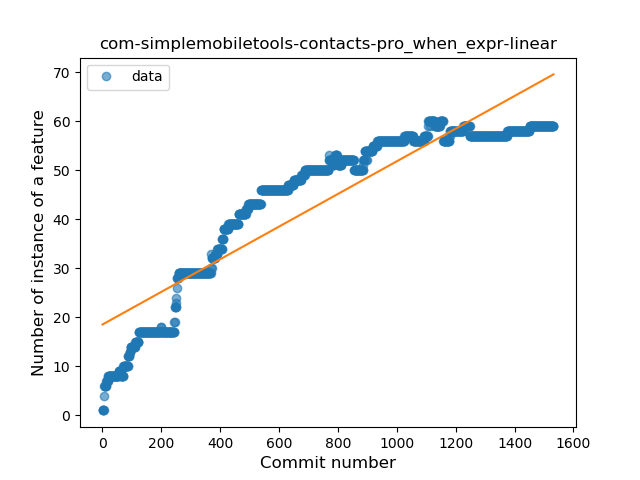 com-simplemobiletools-contacts-pro_when_expr-linear
data
Number of instance of a feature
70
60
50
40
30
20
10
0
0 200 400 600 800 1000 1200 1400 1600
Commit number